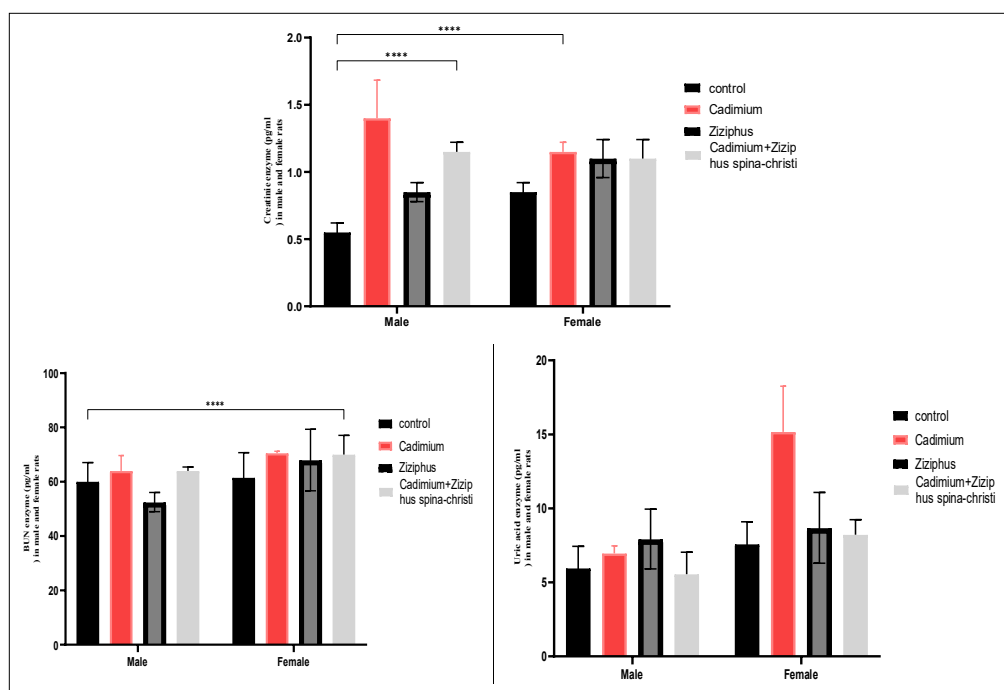 ****
****
2.0
1.5
1.0
0.5
0.0
Creatinie enzyme (pg/ml
) in male and female rats
Male
Female
control
Cadimium
Ziziphus
Cadimium+Zizip
hus spina-christi
****
100
80
60
40
20
0
BUN enzyme (pg/ml
) in male and female rats
Male
Female
control
Cadimium
Ziziphus
Cadimium+Zizip
hus spina-christi
20
15
10
5
0
Uric acid enzyme (pg/ml
) in male and female rats
Male
Female
control
Cadimium
Ziziphus
Cadimium+Zizip
hus spina-christi